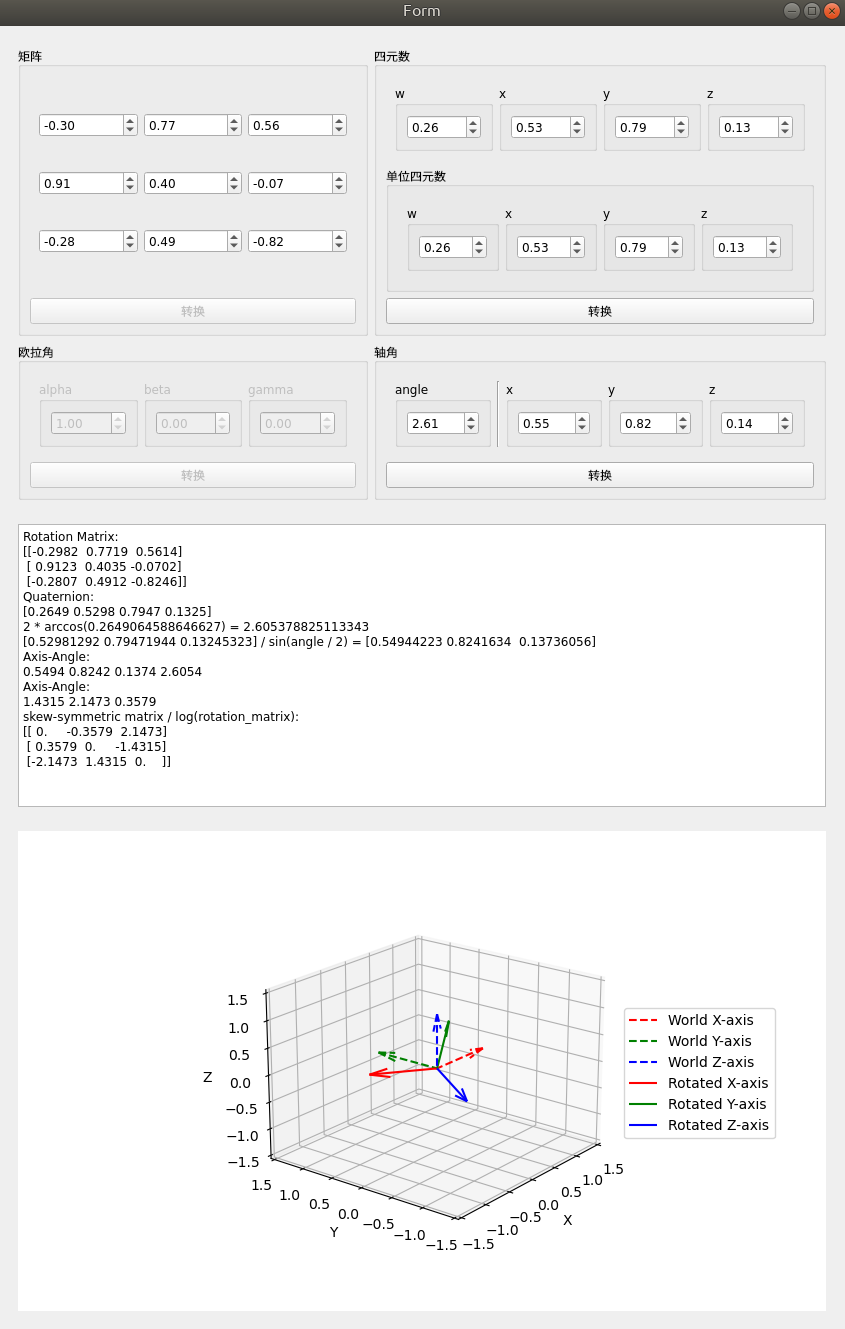 Form
矩阵
-0.30 0.77 0.56
0.91 0.40 -0.07
-0.28 0.49 -0.82
转换
四元数
w x y z
0.26 0.53 0.79 0.13
单位四元数
w x y z
0.26 0.53 0.79 0.13
转换
欧拉角
alpha beta gamma
1.00 0.00 0.00
转换
轴角
angle x y z
2.61 0.55 0.82 0.14
转换
Rotation Matrix:
[[-0.2982 0.7719 0.5614]
[ 0.9123 0.4035 -0.0702]
[-0.2807 0.4912 -0.8246]]
Quaternion:
[0.2649 0.5298 0.7947 0.1325]
2 * arccos(0.2649064588646627) = 2.605378825113343
[0.52981292 0.79471944 0.13245323] / sin(angle / 2) = [0.54944223 0.8241634 0.13736056]
Axis-Angle:
0.5494 0.8242 0.1374 2.6054
Axis-Angle:
1.4315 2.1473 0.3579
skew-symmetric matrix / log(rotation_matrix):
[[ 0. -0.3579 2.1473]
[ 0.3579 0. -1.4315]
[-2.1473 1.4315 0. ]]
Z
1.5
1.0
0.5
0.0
−0.5
−1.0
−1.5
1.5 1.0 0.5 0.0 −0.5 −1.0 −1.5
Y
−1.5 −1.0 −0.5 0.0 0.5 1.0 1.5
X
World X-axis
World Y-axis
World Z-axis
Rotated X-axis
Rotated Y-axis
Rotated Z-axis